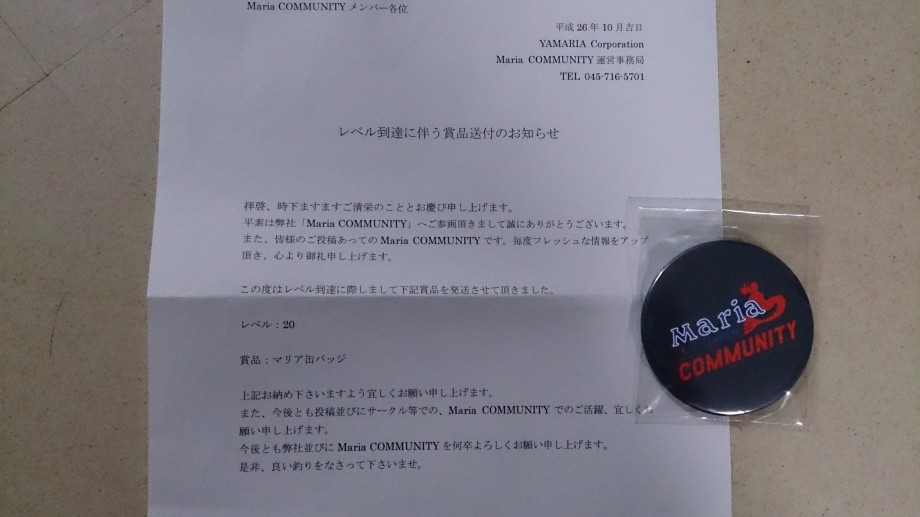 Maria COMMUNITY メンバー各位
平成 26 年 10 月吉日
YAMARIA Corporation
Maria COMMUNITY 運営事務局
TEL 045-716-5701
レベル到達に伴う賞品送付のお知らせ
拝啓、時下ますますご清栄のこととお慶び申し上げます。
平素は弊社「Maria COMMUNITY」へご参画頂きまして誠にありがとうございます。
また、皆様のご投稿あっての Maria COMMUNITY です。毎度フレッシュな情報をアップ
頂き、心より御礼申し上げます。
この度はレベル到達に際しまして下記賞品を発送させて頂きました。
レベル：20
賞品：マリア缶バッジ
上記お納め下さいますよう宜しくお願い申し上げます。
また、今後とも投稿並びにサークル等での、Maria COMMUNITY でのご活躍、宜しくお
願い申し上げます。
今後とも弊社並びに Maria COMMUNITY を何卒よろしくお願い申し上げます。
是非、良い釣りをなさって下さいませ。
Maria
COMMUNITY